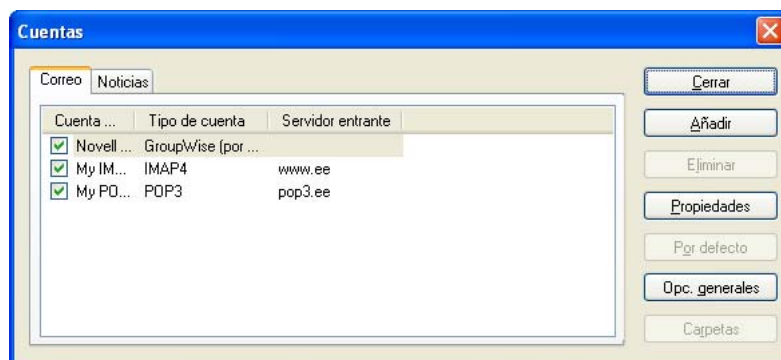 Cuentas
Correo Noticias
Cuenta ... Tipo de cuenta Servidor entrante
Novell ... GroupWise (por ...
My IM... IMAP4 www.ee
My PO... POP3 pop3.ee
Cerrar
Añadir
Eliminar
Propiedades
Por defecto
Opc. generales
Carpetas